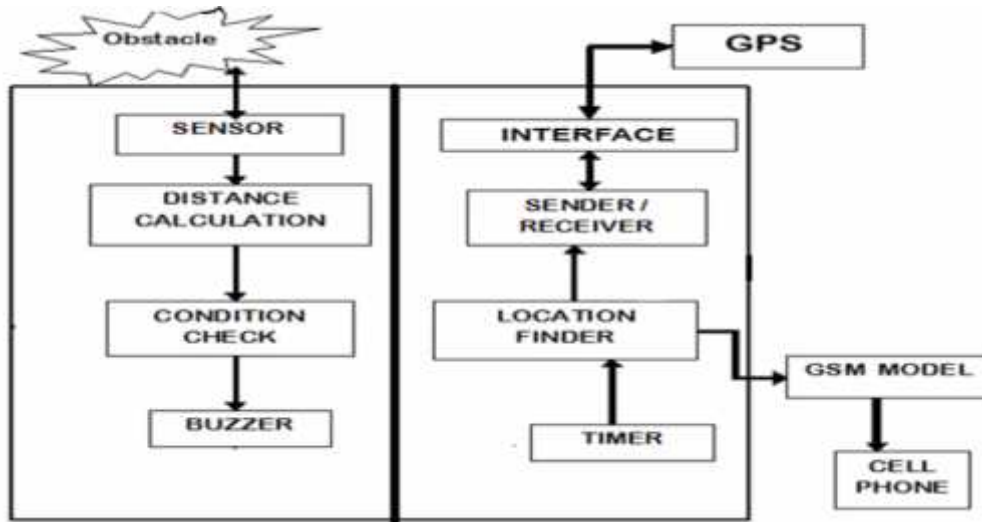 Obstacle
SENSOR
DISTANCE
CALCULATION
CONDITION
CHECK
BUZZER
GPS
INTERFACE
SENDER /
RECEIVER
LOCATION
FINDER
TIMER
GSM MODEL
CELL
PHONE